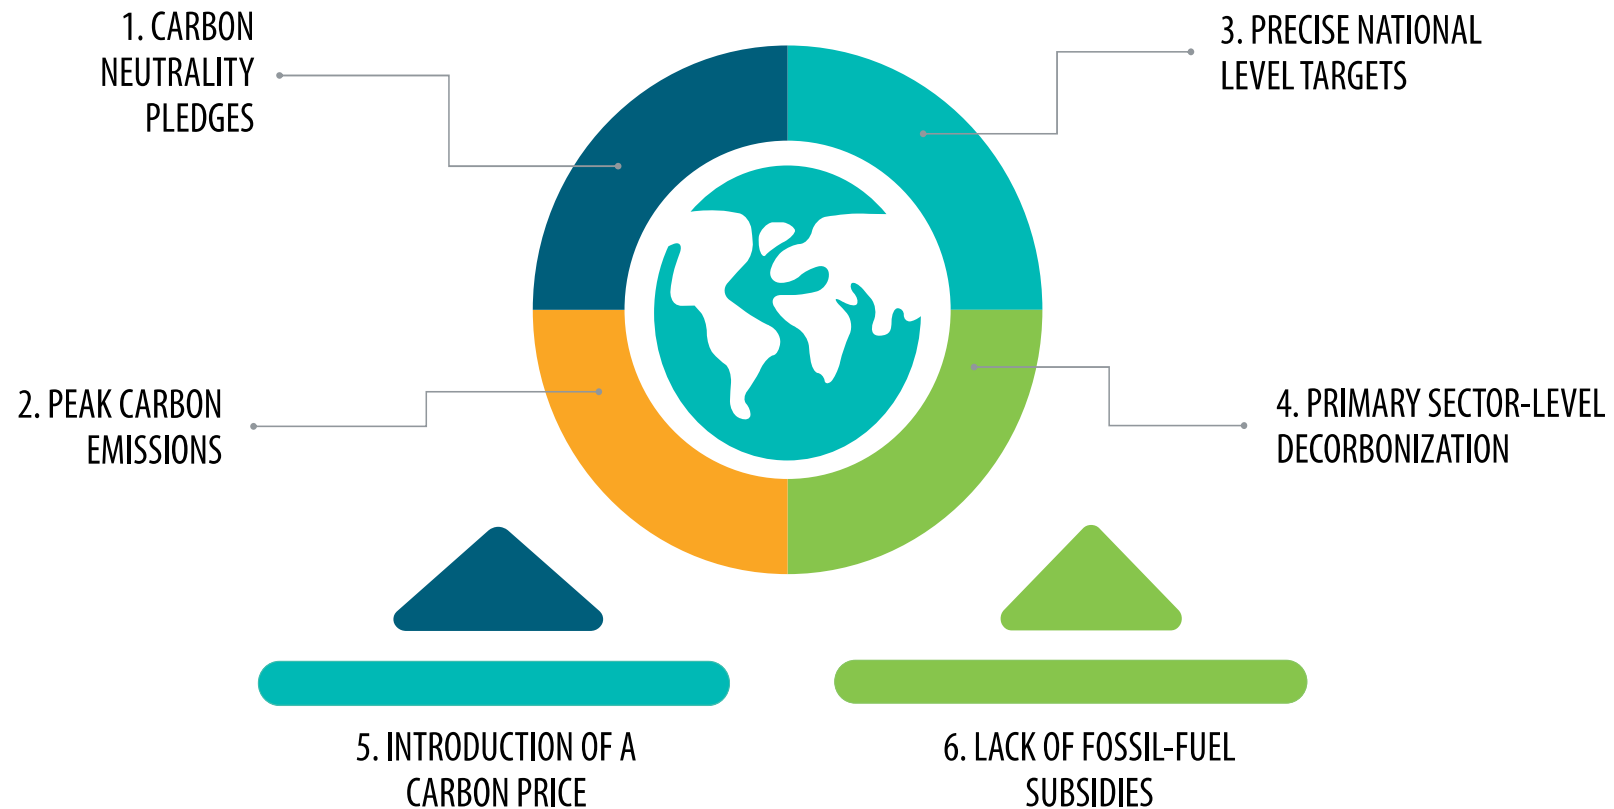 1. CARBON
NEUTRALITY
PLEDGES
2. PEAK CARBON
EMISSIONS
3. PRECISE NATIONAL
LEVEL TARGETS
4. PRIMARY SECTOR-LEVEL
DECORBONIZATION
5. INTRODUCTION OF A
CARBON PRICE
6. LACK OF FOSSIL-FUEL
SUBSIDIES